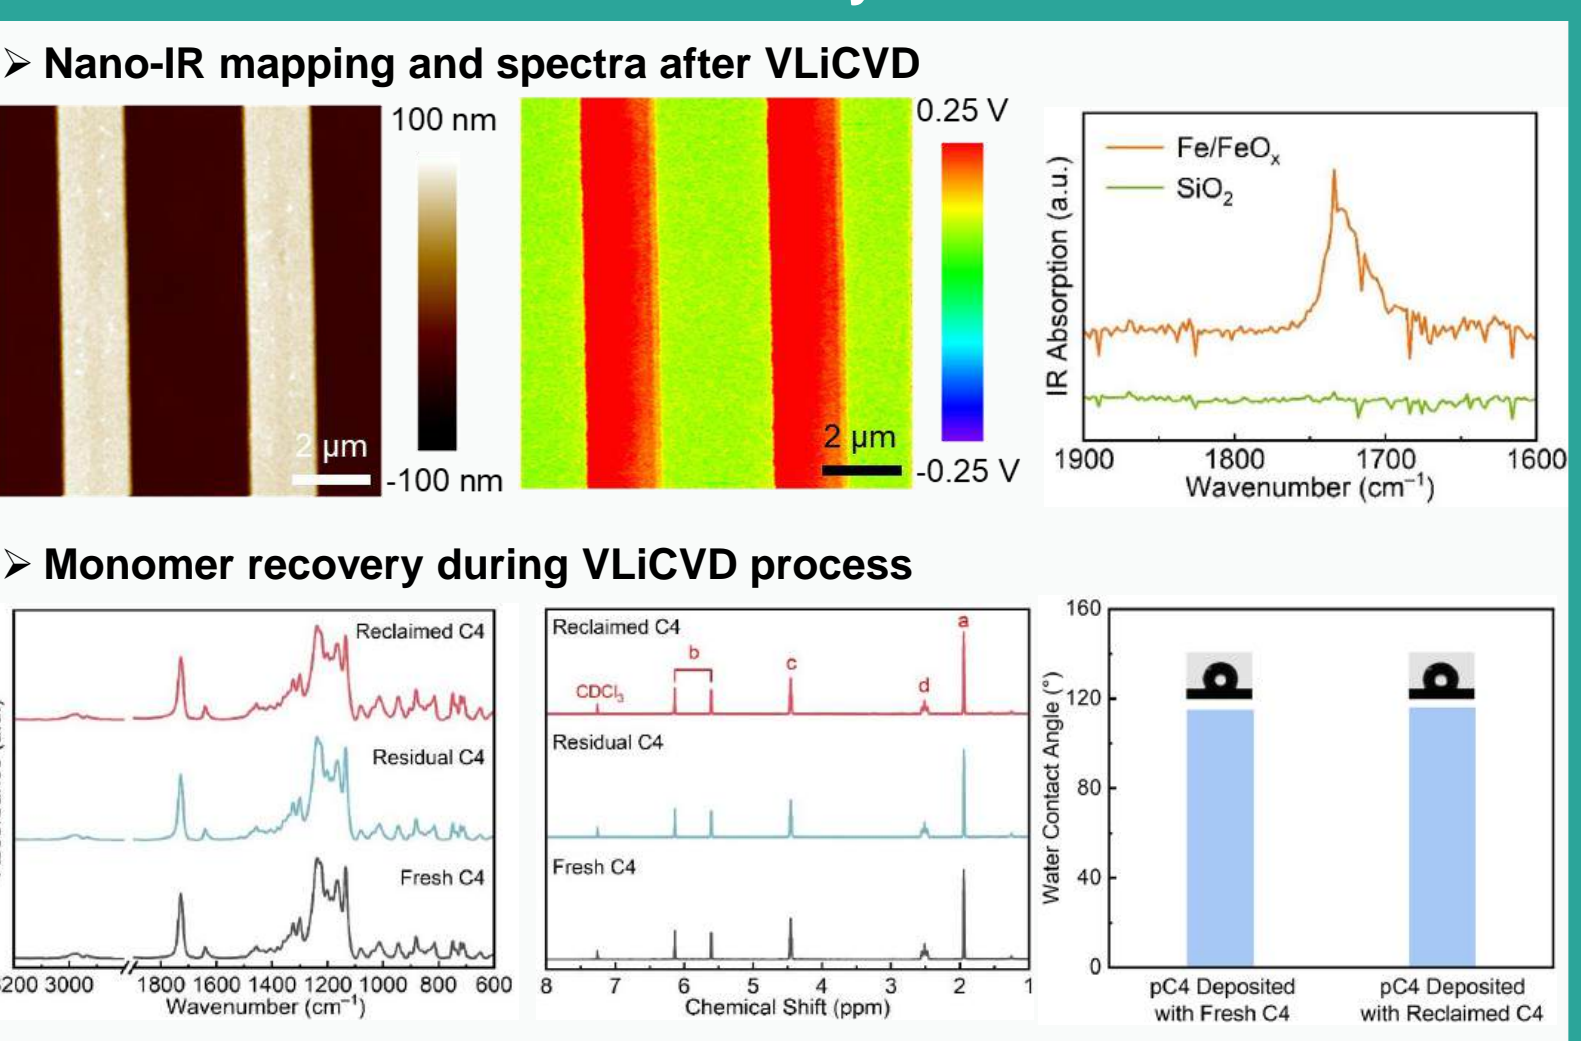 ➢ Nano-IR mapping and spectra after VLiCVD
100 nm
2 µm
-100 nm
0.25 V
2 µm
-0.25 V
Fe/FeOₓ
SiO₂
IR Absorption (a.u.)
1900 1800 1700 1600
Wavenumber (cm⁻¹)
➢ Monomer recovery during VLiCVD process
Reclaimed C4
Residual C4
Fresh C4
3000 1800 1600 1400 1200 1000 800 600
Wavenumber (cm⁻¹)
Reclaimed C4
CDCl₃
b
c
d
a
Residual C4
Fresh C4
8 7 6 5 4 3 2 1
Chemical Shift (ppm)
Water Contact Angle (°)
160
120
80
40
0
pC4 Deposited
with Fresh C4
pC4 Deposited
with Reclaimed C4